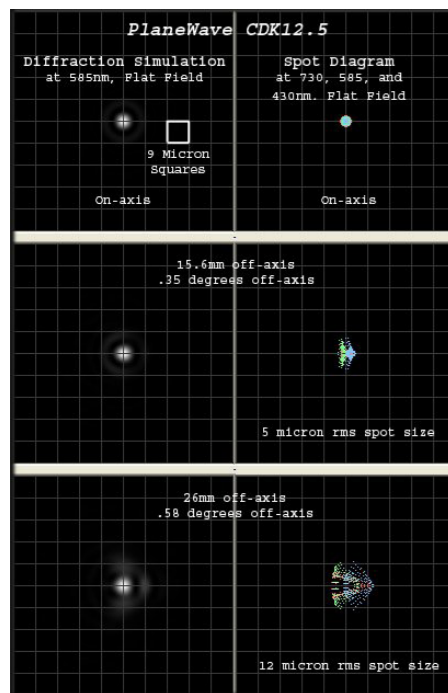 PlaneWave CDK12.5
Diffraction Simulation
at 585nm, Flat Field
Spot Diagram
at 730, 585, and
430nm. Flat Field
9 Micron
Squares
On-axis
On-axis
15.6mm off-axis
.35 degrees off-axis
5 micron rms spot size
26mm off-axis
.58 degrees off-axis
12 micron rms spot size